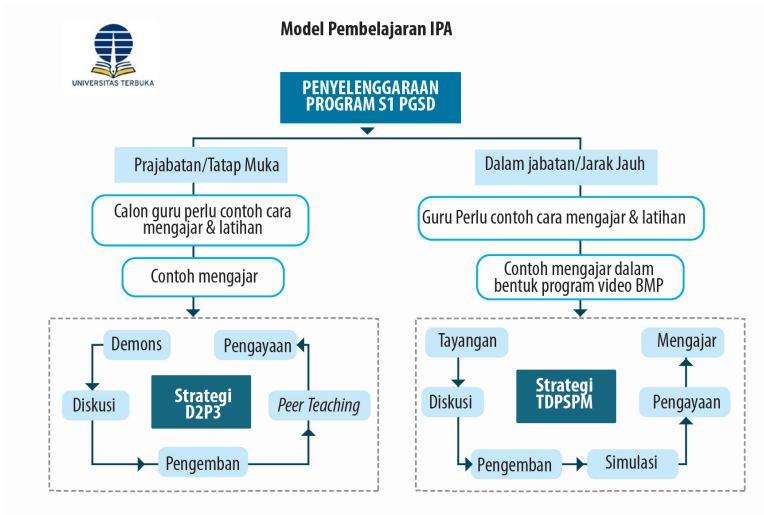 Model Pembelajaran IPA
UNIVERSITAS TERBUKA
PENYELENGGARAAN
PROGRAM S1 PGSD
Prajabatan/Tatap Muka
Calon guru perlu contoh cara
mengajar & latihan
Contoh mengajar
Demons
Pengayaan
Strategi
D2P3
Diskusi
Peer Teaching
Pengemban
Dalam jabatan/Jarak Jauh
Guru Perlu contoh cara mengajar & latihan
Contoh mengajar dalam
bentuk program video BMP
Tayangan
Mengajar
Strategi
TDPSPM
Diskusi
Pengayaan
Pengemban
Simulasi